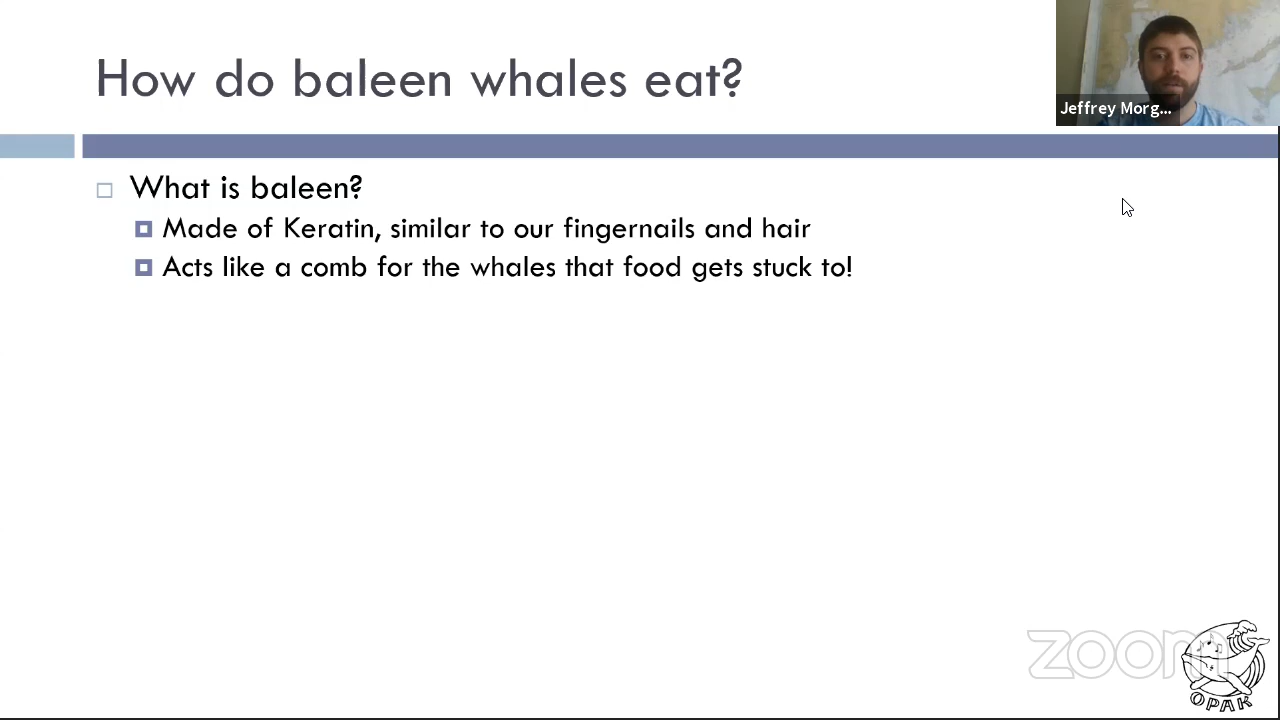 How do baleen whales eat?
Jeffrey Morg...
What is baleen?
Made of Keratin, similar to our fingernails and hair
Acts like a comb for the whales that food gets stuck to!
zoom
OPAK